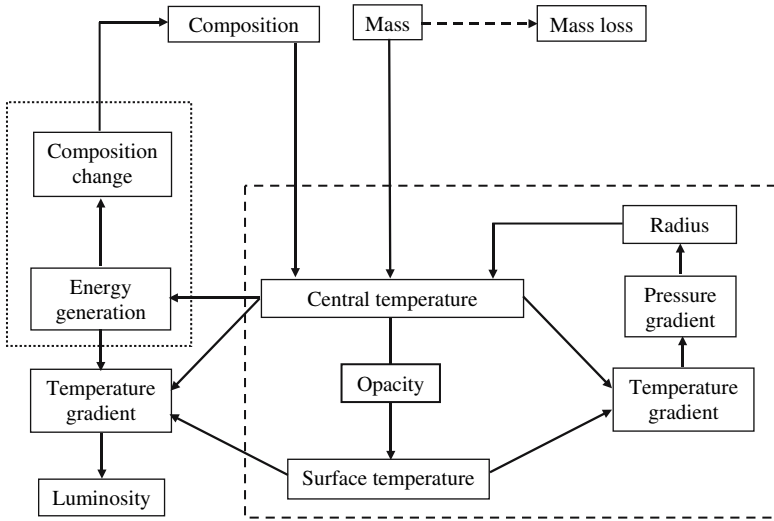 Composition
Mass
Mass loss
Composition
change
Radius
Energy
generation
Central temperature
Pressure
gradient
Temperature
gradient
Opacity
Temperature
gradient
Surface temperature
Luminosity